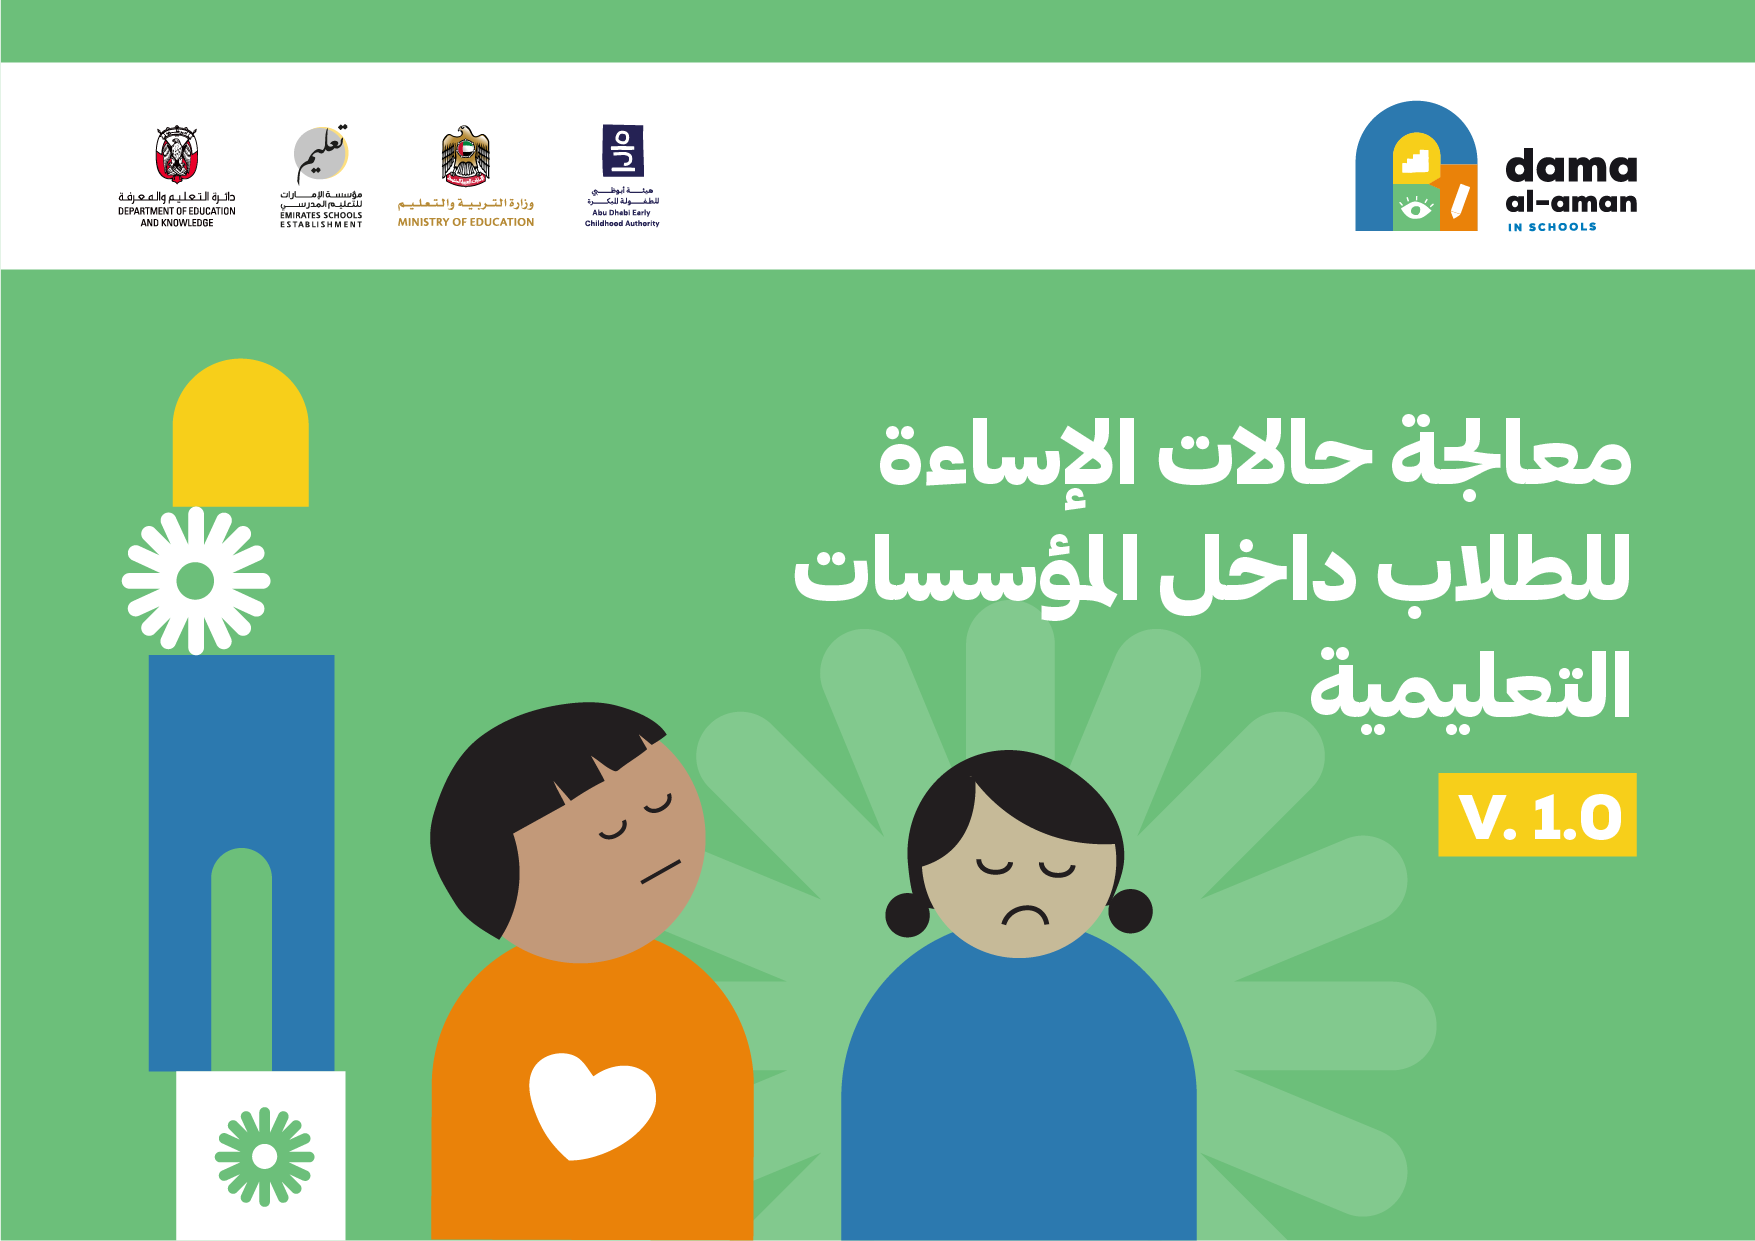 دائرة التعليم والمعرفة
DEPARTMENT OF EDUCATION
AND KNOWLEDGE
تعليم
مؤسسة الإمارات
للتعليم المدرسي
EMIRATES SCHOOLS
ESTABLISHMENT
وزارة التربية والتعليم
MINISTRY OF EDUCATION
هيئة أبوظبي
للطفولة المبكرة
Abu Dhabi Early
Childhood Authority
dama
al-aman
IN SCHOOLS
معالجة حالات الإساءة
للطلاب داخل المؤسسات
التعليمية
V. 1.0